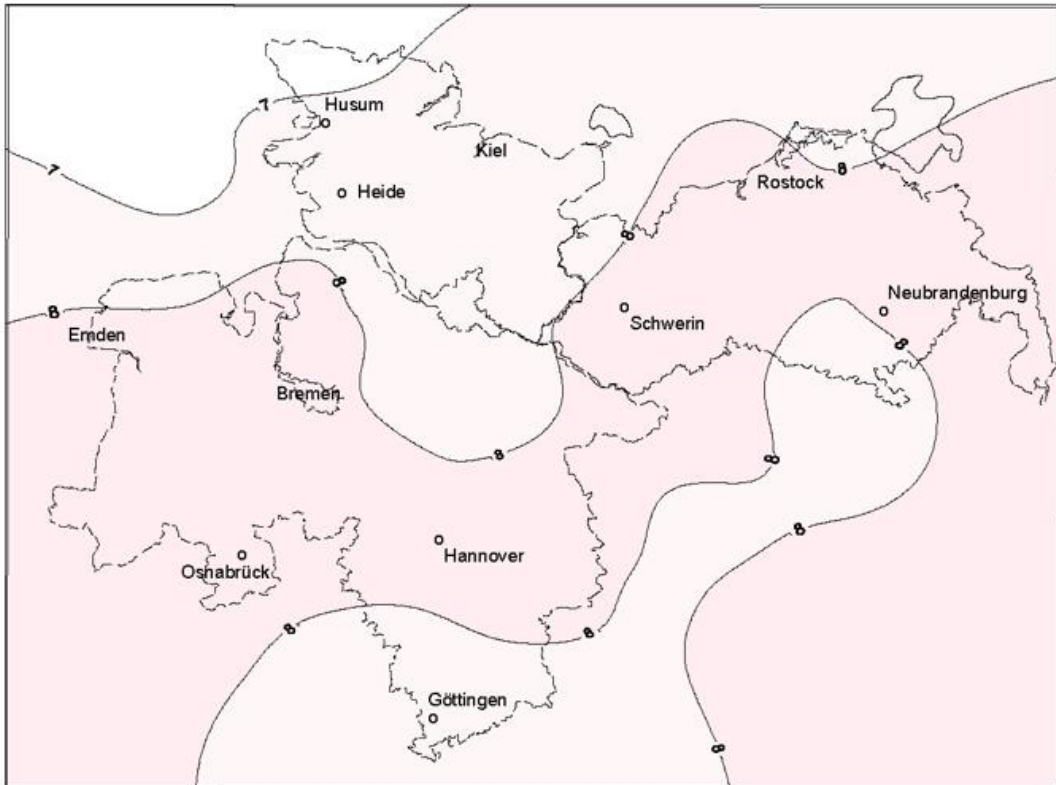 7
Husum
Kiel
7
8
Heide
Rostock
8
8
8
Neubrandenburg
Emden
Schwerin
8
Bremen
8
8
8
Hannover
Osnabrück
8
8
Göttingen
8